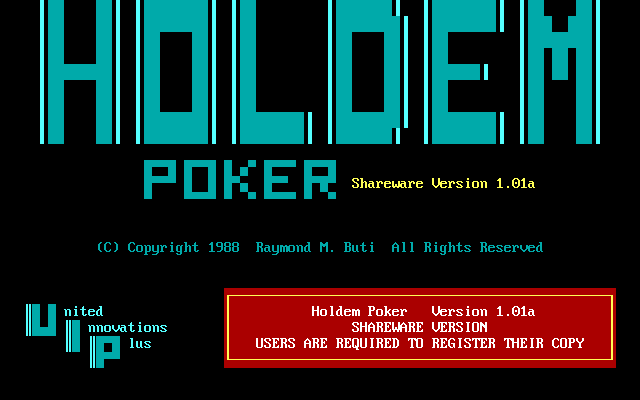 HOLDEM
POKER Shareware Version 1.01a
(C) Copyright 1988 Raymond M. Buti All Rights Reserved
United
Innovations
Plus
Holdem Poker Version 1.01a
SHAREWARE VERSION
USERS ARE REQUIRED TO REGISTER THEIR COPY